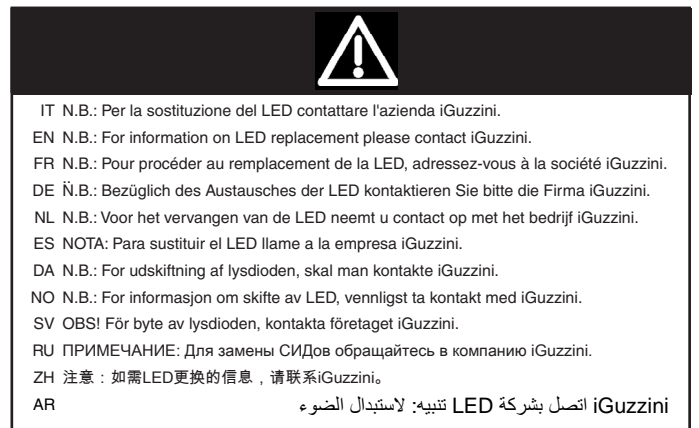 IT N.B.: Per la sostituzione del LED contattare l'azienda iGuzzini.
EN N.B.: For information on LED replacement please contact iGuzzini.
FR N.B.: Pour procéder au remplacement de la LED, adressez-vous à la société iGuzzini.
DE N̈.B.: Bezüglich des Austausches der LED kontaktieren Sie bitte die Firma iGuzzini.
NL N.B.: Voor het vervangen van de LED neemt u contact op met het bedrijf iGuzzini.
ES NOTA: Para sustituir el LED llame a la empresa iGuzzini.
DA N.B.: For udskiftning af lysdioden, skal man kontakte iGuzzini.
NO N.B.: For informasjon om skifte av LED, vennligst ta kontakt med iGuzzini.
SV OBS! För byte av lysdioden, kontakta företaget iGuzzini.
RU ПРИМЕЧАНИЕ: Для замены СИДов обращайтесь в компанию iGuzzini.
ZH 注意：如需LED更换的信息，请联系iGuzzini。
AR iGuzzini اتصل بشركة LED تنبيه: لاستبدال الضوء